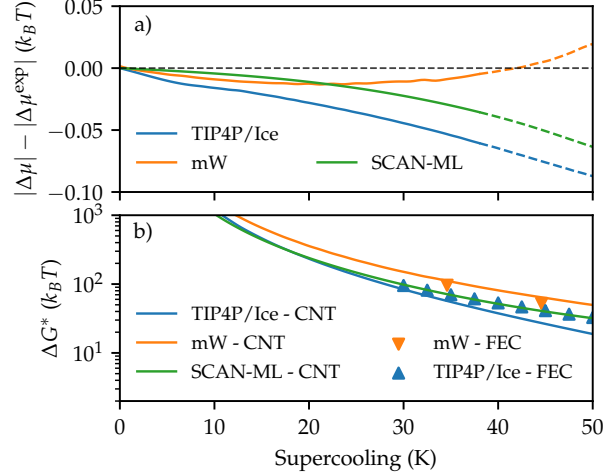 a)
|Δμ| − |Δμ^exp| (k_BT)
0.00
−0.05
−0.10
TIP4P/Ice
mW
SCAN-ML
b)
ΔG* (k_BT)
10^3
10^2
10^1
TIP4P/Ice - CNT
mW - CNT
mW - FEC
SCAN-ML - CNT
TIP4P/Ice - FEC
0 10 20 30 40 50
Supercooling (K)